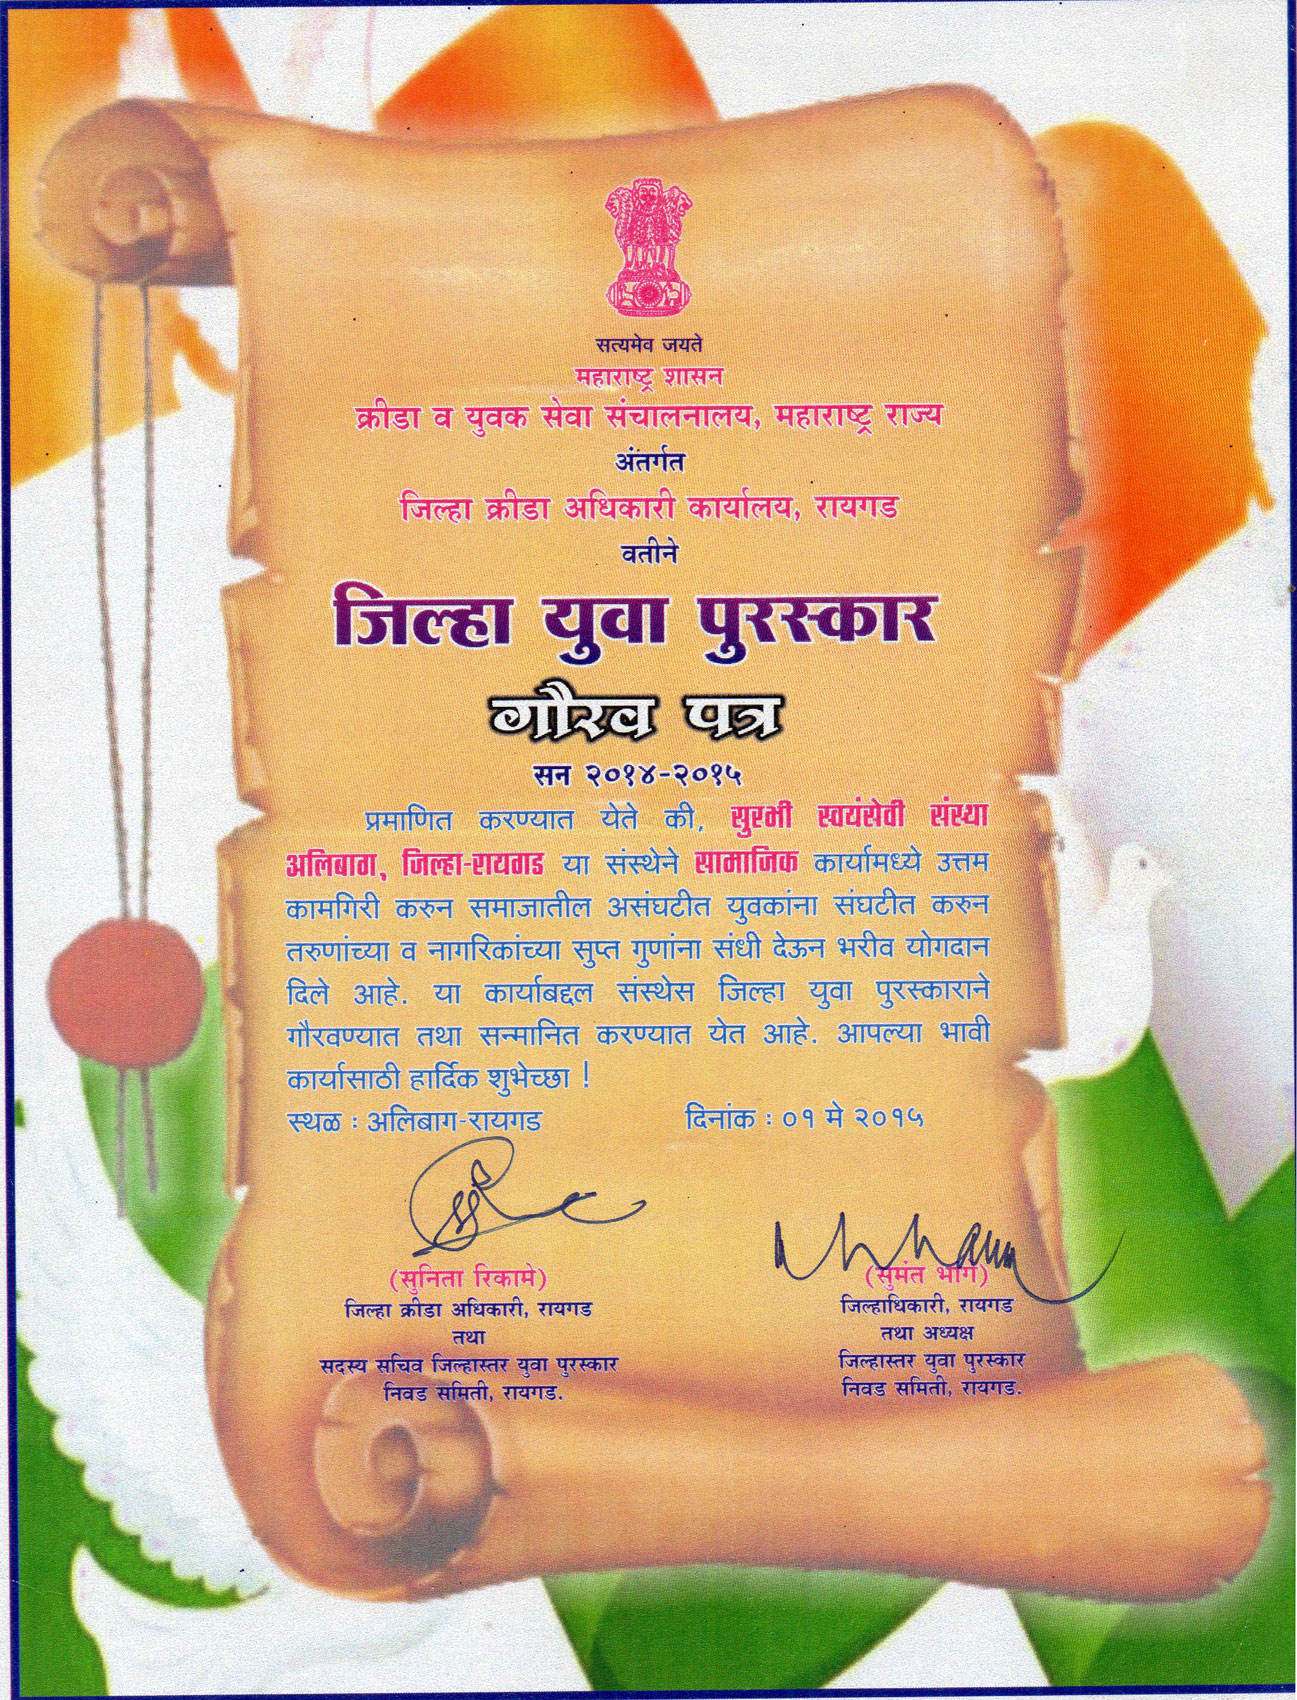 सत्यमेव जयते
महाराष्ट्र शासन
क्रीडा व युवक सेवा संचालनालय, महाराष्ट्र राज्य
अंतर्गत
जिल्हा क्रीडा अधिकारी कार्यालय, रायगड
वतीने
जिल्हा युवा पुरस्कार
गौरव पत्र
सन २०१४-२०१५
प्रमाणित करण्यात येते की, सुरभी स्वयंसेवी संस्था
अलिबाग, जिल्हा-रायगड या संस्थेने सामाजिक कार्यामध्ये उत्तम
कामगिरी करुन समाजातील असंघटीत युवकांना संघटीत करुन
तरुणांच्या व नागरिकांच्या सुप्त गुणांना संधी देऊन भरीव योगदान
दिले आहे. या कार्याबद्दल संस्थेस जिल्हा युवा पुरस्काराने
गौरवण्यात तथा सन्मानित करण्यात येत आहे. आपल्या भावी
कार्यासाठी हार्दिक शुभेच्छा !
स्थळ : अलिबाग-रायगड दिनांक : ०१ मे २०१५
(सुनिता रिकामे)
जिल्हा क्रीडा अधिकारी, रायगड
तथा
सदस्य सचिव जिल्हास्तर युवा पुरस्कार
निवड समिती, रायगड.
(सुमंत भांगे)
जिल्हाधिकारी, रायगड
तथा अध्यक्ष
जिल्हास्तर युवा पुरस्कार
निवड समिती, रायगड.